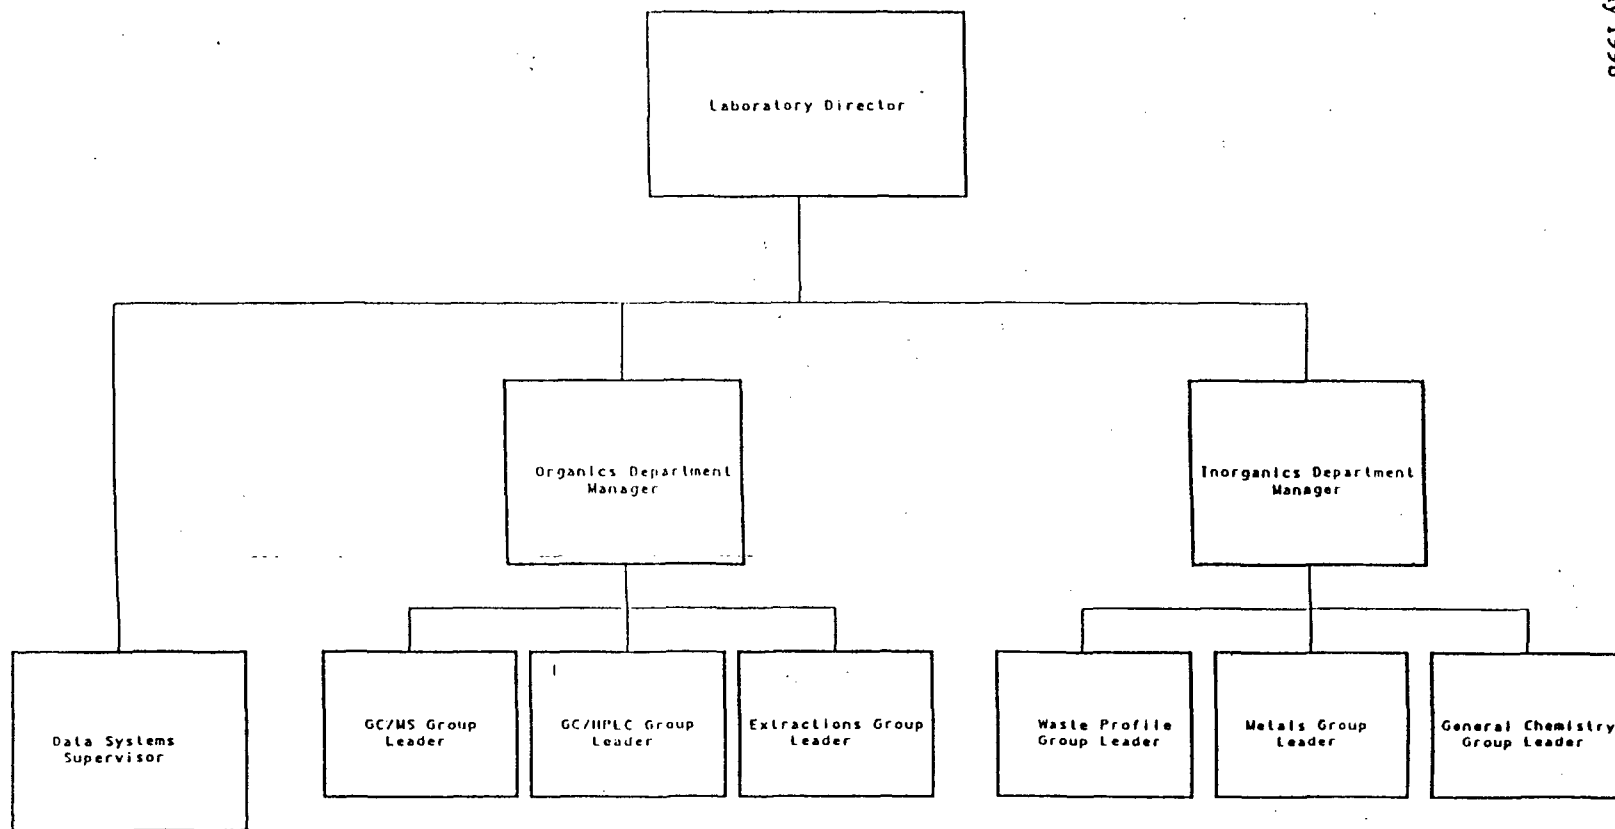 Laboratory Director
Organics Department
Manager
Inorganics Department
Manager
Data Systems
Supervisor
GC/MS Group
Leader
GC/HPLC Group
Leader
Extractions Group
Leader
Waste Profile
Group Leader
Metals Group
Leader
General Chemistry
Group Leader